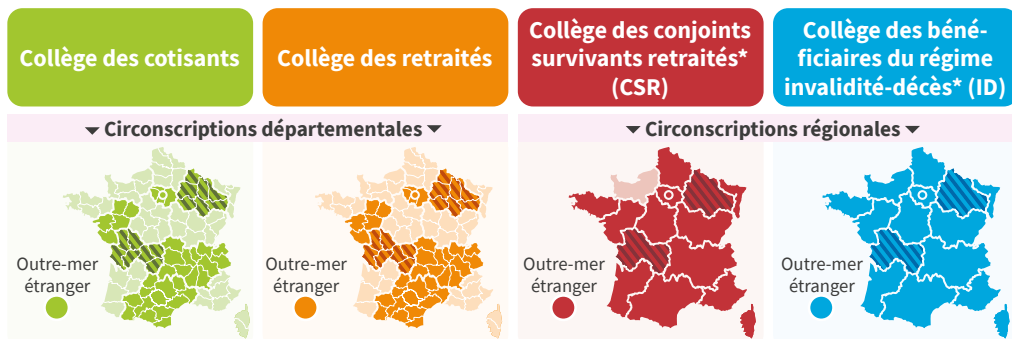 Collège des cotisants
Collège des retraités
Collège des conjoints
survivants retraités*
(CSR)
Collège des béné-
ficiaires du régime
invalidité-décès* (ID)
Circonscriptions départementales
Circonscriptions régionales
Outre-mer
étranger
Outre-mer
étranger
Outre-mer
étranger
Outre-mer
étranger